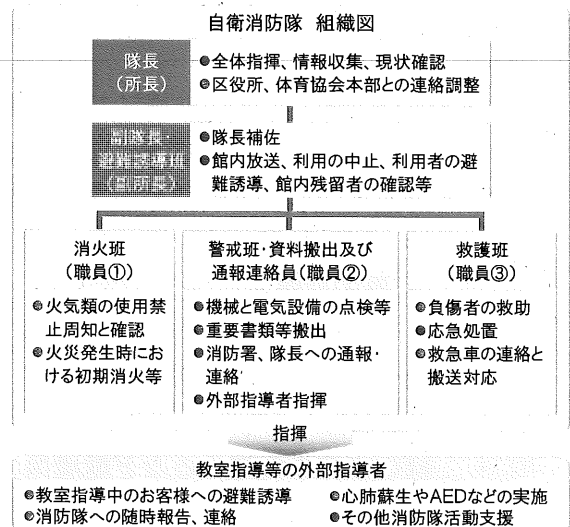 自衛消防隊 組織図
隊長
(所長)
●全体指揮、情報収集、現状確認
●区役所、体育協会本部との連絡調整
副隊長・
避難誘導班
(副所長)
●隊長補佐
●館内放送、利用の中止、利用者の避
難誘導、館内残留者の確認等
消火班
(職員①)
●火気類の使用禁
止周知と確認
●火災発生時にお
ける初期消火等
警戒班・資料搬出及び
通報連絡員(職員②)
●機械と電気設備の点検等
●重要書類等搬出
●消防署、隊長への通報・
連絡
●外部指導者指揮
救護班
(職員③)
●負傷者の救助
●応急処置
●救急車の連絡と
搬送対応
指揮
教室指導等の外部指導者
●教室指導中のお客様への避難誘導
●消防隊への随時報告、連絡
●心肺蘇生やAEDなどの実施
●その他消防隊活動支援